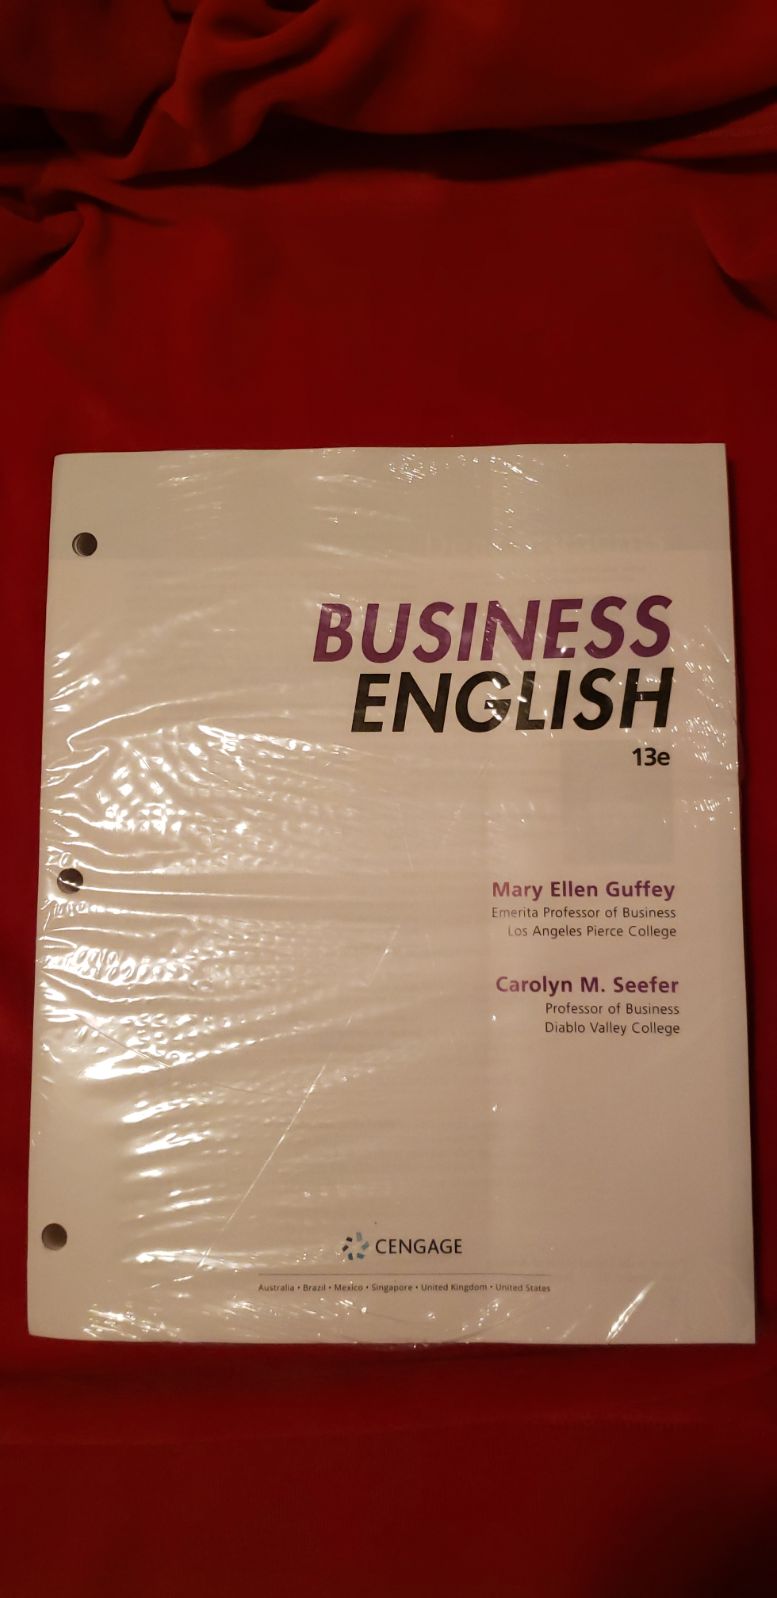 BUSINESS
ENGLISH
13e
Mary Ellen Guffey
Emerita Professor of Business
Los Angeles Pierce College
Carolyn M. Seefer
Professor of Business
Diablo Valley College
CENGAGE
Australia • Brazil • Mexico • Singapore • United Kingdom • United States